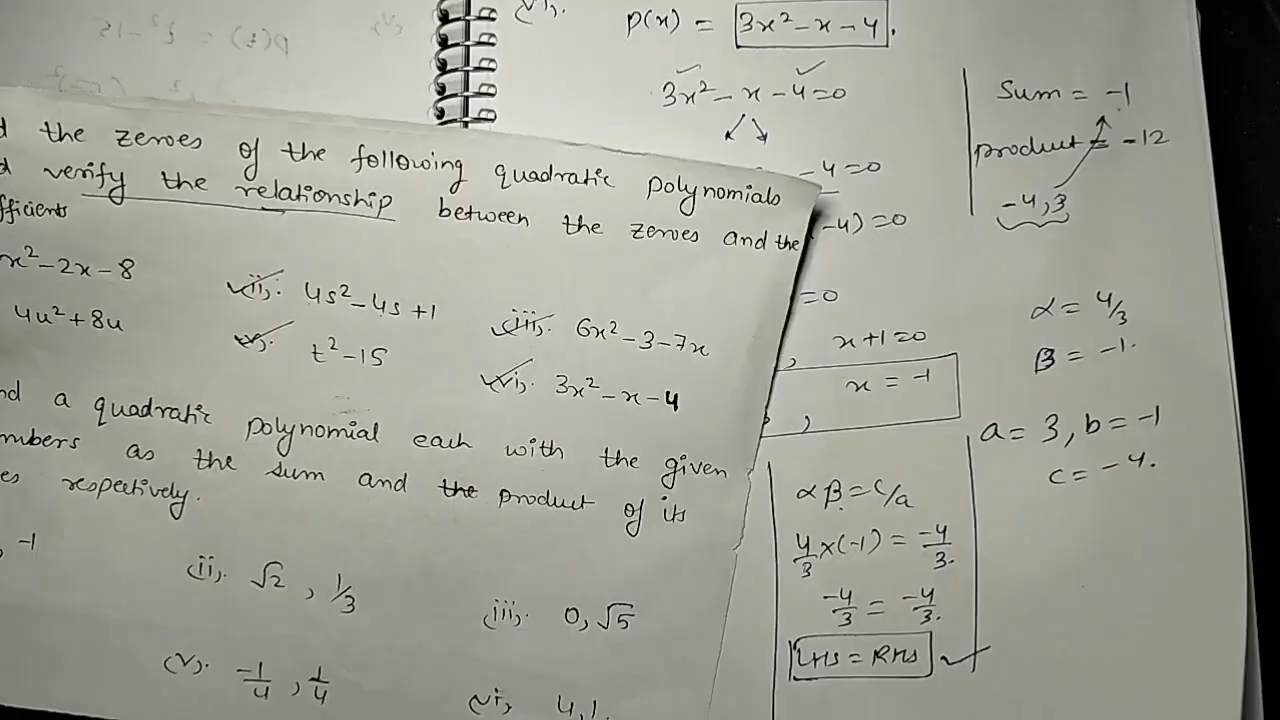 (vi). p(x) = 3x² - x - 4.
3x² - x - 4 = 0
- 4 = 0
-4) = 0
= 0
, x + 1 = 0
, x = -1
Sum = -1
product = -12
-4, 3
α = 4/3
β = -1.
a = 3, b = -1
c = -4.
αβ = c/a
4/3 × (-1) = -4/3.
-4/3 = -4/3.
LHS = RHS
the zeroes of the following quadratic polynomials
verify the relationship between the zeroes and the
fficients
x² - 2x - 8 (ii). 4s² - 4s + 1 (iii). 6x² - 3 - 7x
4u² + 8u (v). t² - 15 (vi). 3x² - x - 4
nd a quadratic polynomial each with the given
mbers as the sum and the product of its
es respectively.
, -1 (ii). √2, 1/3 (iii). 0, √5
(v). -1/4, 1/4 (vi) 4, 1.